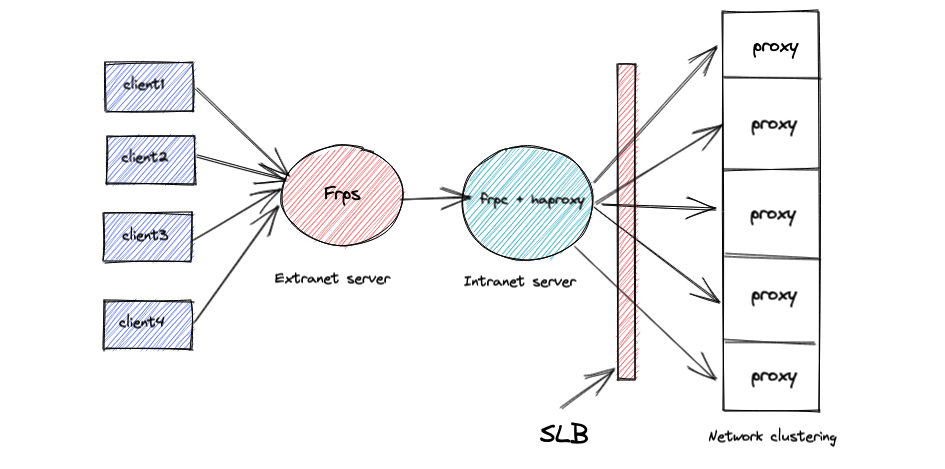 client1
client2
client3
client4
Frps
Extranet server
frpc + haproxy
Intranet server
SLB
proxy
proxy
proxy
proxy
proxy
Network clustering